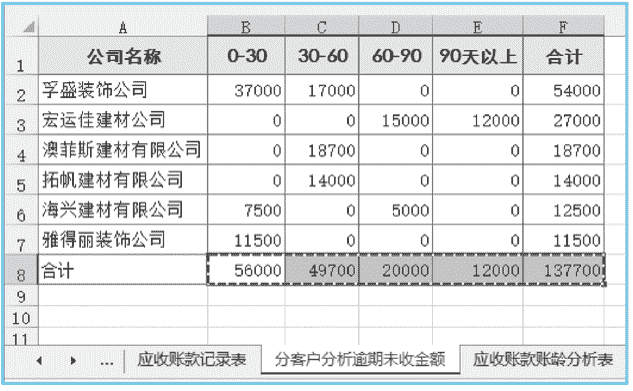 A B C D E F
1 公司名称 0-30 30-60 60-90 90天以上 合计
2 孚盛装饰公司 37000 17000 0 0 54000
3 宏运佳建材公司 0 0 15000 12000 27000
4 澳菲斯建材有限公司 0 18700 0 0 18700
5 拓帆建材有限公司 0 14000 0 0 14000
6 海兴建材有限公司 7500 0 5000 0 12500
7 雅得丽装饰公司 11500 0 0 0 11500
8 合计 56000 49700 20000 12000 137700
9
10
11
... 应收账款记录表 分客户分析逾期未收金额 应收账款账龄分析表